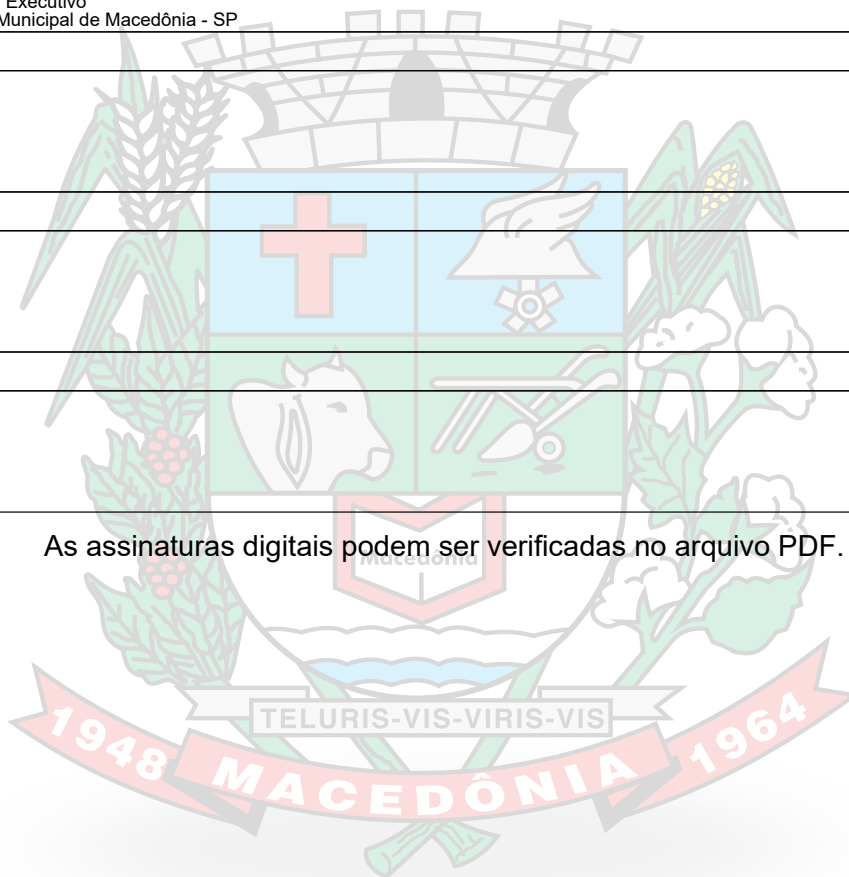 Executivo
Municipal de Macedônia - SP
As assinaturas digitais podem ser verificadas no arquivo PDF.
Macedônia
TELURIS-VIS-VIRIS-VIS
1948 MACEDÔNIA 1964